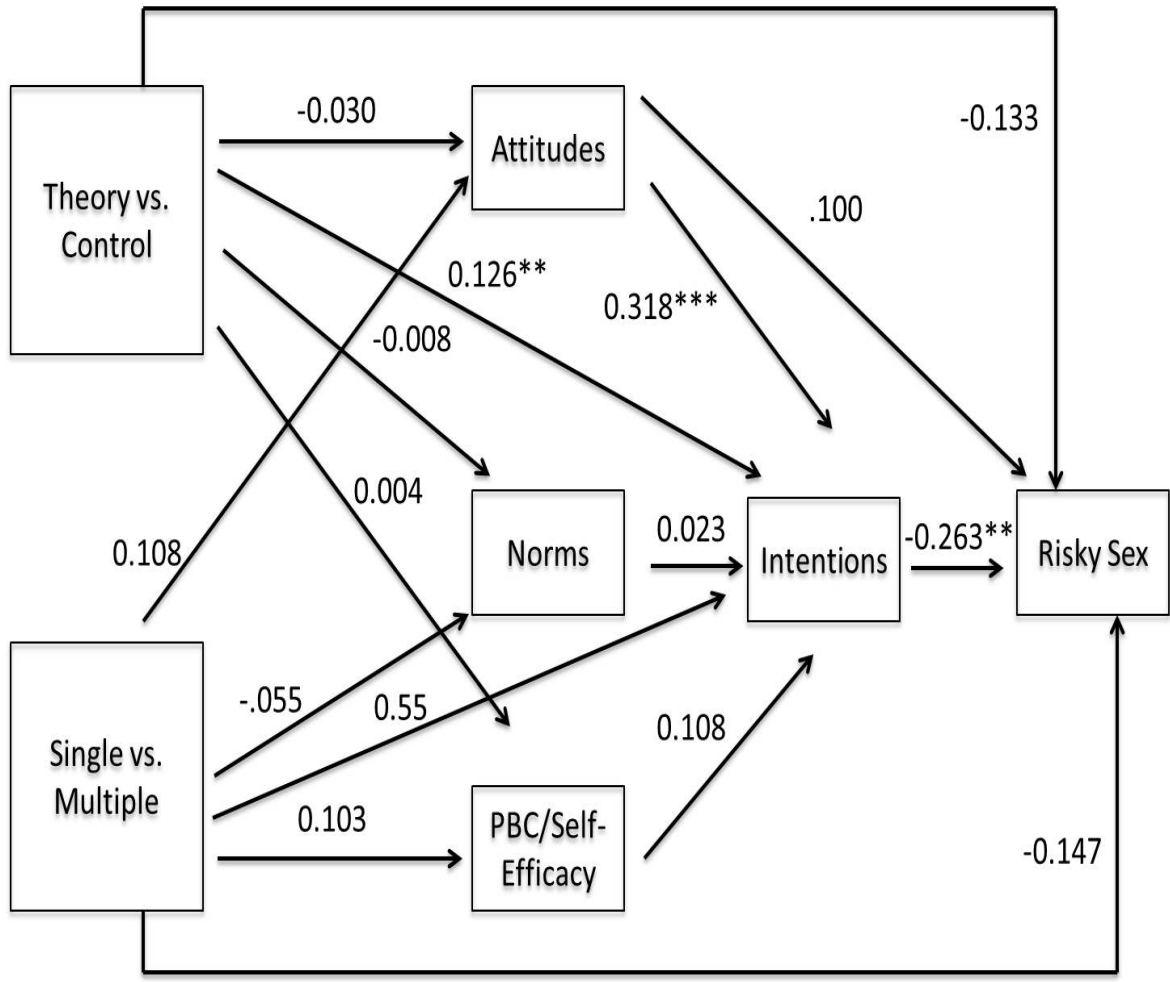 -0.030
-0.133
Attitudes
Theory vs.
Control
.100
0.126**
0.318***
-0.008
0.004
0.108
0.023
-0.263**
Norms
Intentions
Risky Sex
-.055
0.55
0.108
Single vs.
Multiple
0.103
PBC/Self-
Efficacy
-0.147